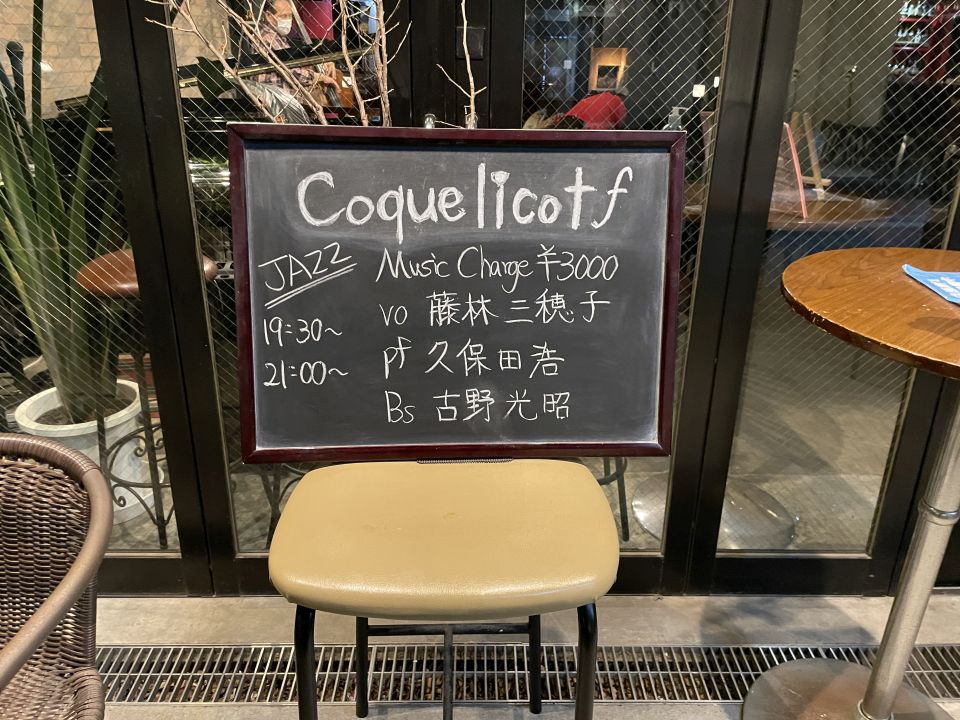 Coquelicot f
JAZZ
Music Charge ¥3000
19:30~
vo 藤林三穂子
21:00~
pf 久保田浩
Bs 古野光昭